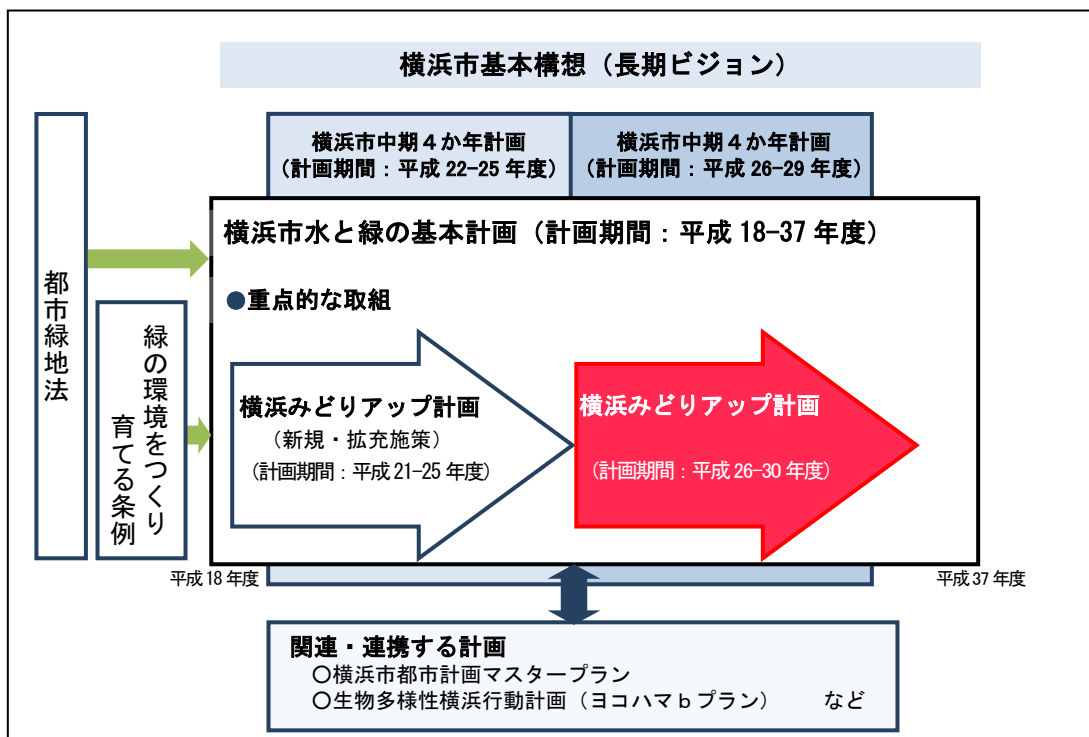 横浜市基本構想（長期ビジョン）
横浜市中期４か年計画
（計画期間：平成 22-25 年度）
横浜市中期４か年計画
（計画期間：平成 26-29 年度）
都市緑地法
緑の環境をつくり
育てる条例
横浜市水と緑の基本計画（計画期間：平成 18-37 年度）
●重点的な取組
横浜みどりアップ計画
（新規・拡充施策）
（計画期間：平成 21-25 年度）
横浜みどりアップ計画
（計画期間：平成 26-30 年度）
平成 18 年度
平成 37 年度
関連・連携する計画
○横浜市都市計画マスタープラン
○生物多様性横浜行動計画（ヨコハマｂプラン）　　など